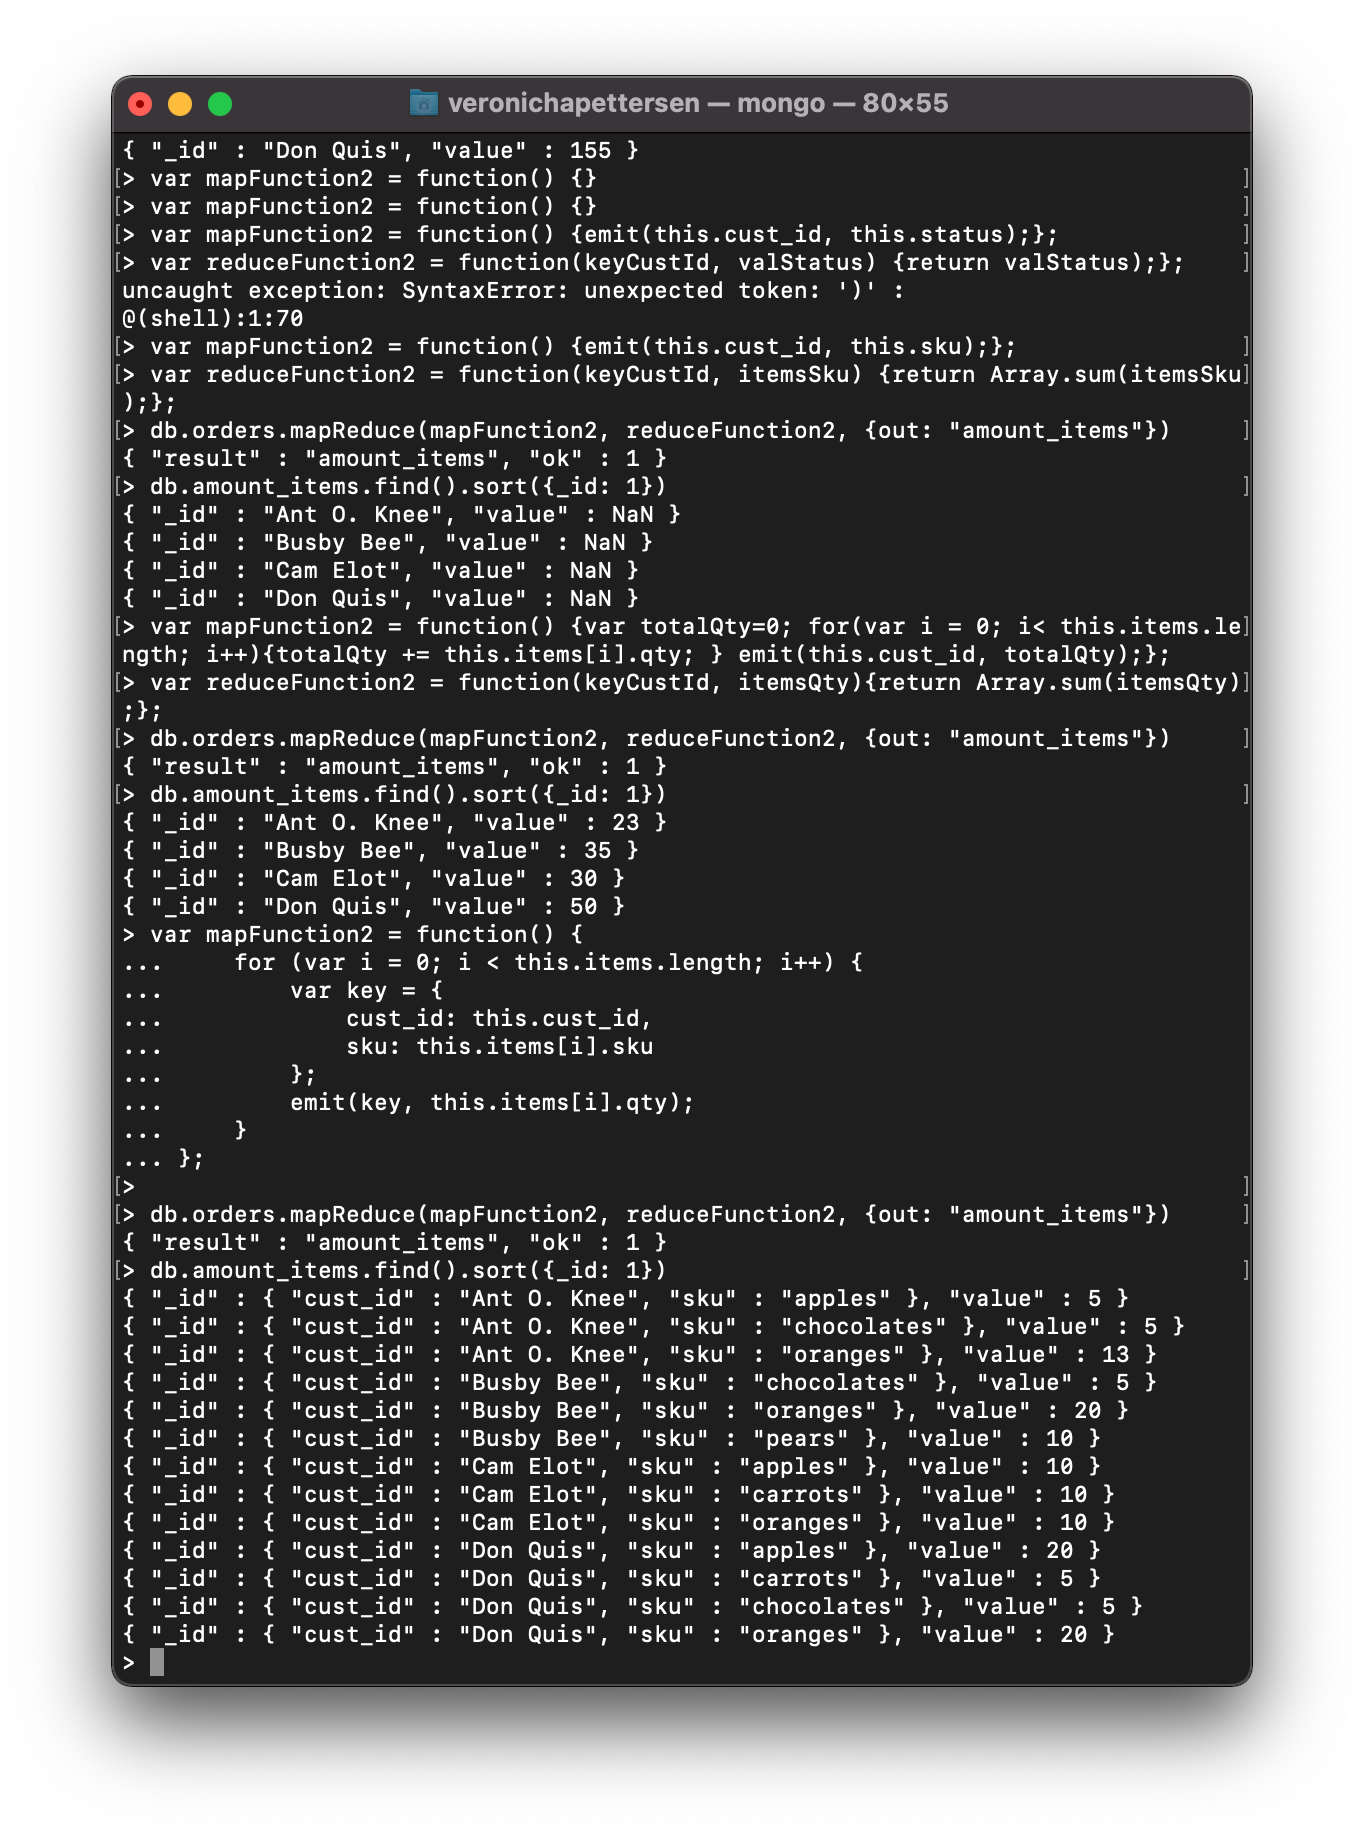 veronichapettersen — mongo — 80×55
{ "_id" : "Don Quis", "value" : 155 }
[> var mapFunction2 = function() {}                                              ]
[> var mapFunction2 = function() {}                                              ]
[> var mapFunction2 = function() {emit(this.cust_id, this.status);};             ]
[> var reduceFunction2 = function(keyCustId, valStatus) {return valStatus);};    ]
uncaught exception: SyntaxError: unexpected token: ')' :
@(shell):1:70
[> var mapFunction2 = function() {emit(this.cust_id, this.sku);};                ]
[> var reduceFunction2 = function(keyCustId, itemsSku) {return Array.sum(itemsSku]
);};
[> db.orders.mapReduce(mapFunction2, reduceFunction2, {out: "amount_items"})     ]
{ "result" : "amount_items", "ok" : 1 }
[> db.amount_items.find().sort({_id: 1})                                         ]
{ "_id" : "Ant O. Knee", "value" : NaN }
{ "_id" : "Busby Bee", "value" : NaN }
{ "_id" : "Cam Elot", "value" : NaN }
{ "_id" : "Don Quis", "value" : NaN }
[> var mapFunction2 = function() {var totalQty=0; for(var i = 0; i< this.items.le]
ngth; i++){totalQty += this.items[i].qty; } emit(this.cust_id, totalQty);};
[> var reduceFunction2 = function(keyCustId, itemsQty){return Array.sum(itemsQty)]
;};
[> db.orders.mapReduce(mapFunction2, reduceFunction2, {out: "amount_items"})     ]
{ "result" : "amount_items", "ok" : 1 }
[> db.amount_items.find().sort({_id: 1})                                         ]
{ "_id" : "Ant O. Knee", "value" : 23 }
{ "_id" : "Busby Bee", "value" : 35 }
{ "_id" : "Cam Elot", "value" : 30 }
{ "_id" : "Don Quis", "value" : 50 }
> var mapFunction2 = function() {
...     for (var i = 0; i < this.items.length; i++) {
...         var key = {
...             cust_id: this.cust_id,
...             sku: this.items[i].sku
...         };
...         emit(key, this.items[i].qty);
...     }
... };
[>                                                                               ]
[> db.orders.mapReduce(mapFunction2, reduceFunction2, {out: "amount_items"})     ]
{ "result" : "amount_items", "ok" : 1 }
[> db.amount_items.find().sort({_id: 1})                                         ]
{ "_id" : { "cust_id" : "Ant O. Knee", "sku" : "apples" }, "value" : 5 }
{ "_id" : { "cust_id" : "Ant O. Knee", "sku" : "chocolates" }, "value" : 5 }
{ "_id" : { "cust_id" : "Ant O. Knee", "sku" : "oranges" }, "value" : 13 }
{ "_id" : { "cust_id" : "Busby Bee", "sku" : "chocolates" }, "value" : 5 }
{ "_id" : { "cust_id" : "Busby Bee", "sku" : "oranges" }, "value" : 20 }
{ "_id" : { "cust_id" : "Busby Bee", "sku" : "pears" }, "value" : 10 }
{ "_id" : { "cust_id" : "Cam Elot", "sku" : "apples" }, "value" : 10 }
{ "_id" : { "cust_id" : "Cam Elot", "sku" : "carrots" }, "value" : 10 }
{ "_id" : { "cust_id" : "Cam Elot", "sku" : "oranges" }, "value" : 10 }
{ "_id" : { "cust_id" : "Don Quis", "sku" : "apples" }, "value" : 20 }
{ "_id" : { "cust_id" : "Don Quis", "sku" : "carrots" }, "value" : 5 }
{ "_id" : { "cust_id" : "Don Quis", "sku" : "chocolates" }, "value" : 5 }
{ "_id" : { "cust_id" : "Don Quis", "sku" : "oranges" }, "value" : 20 }
>